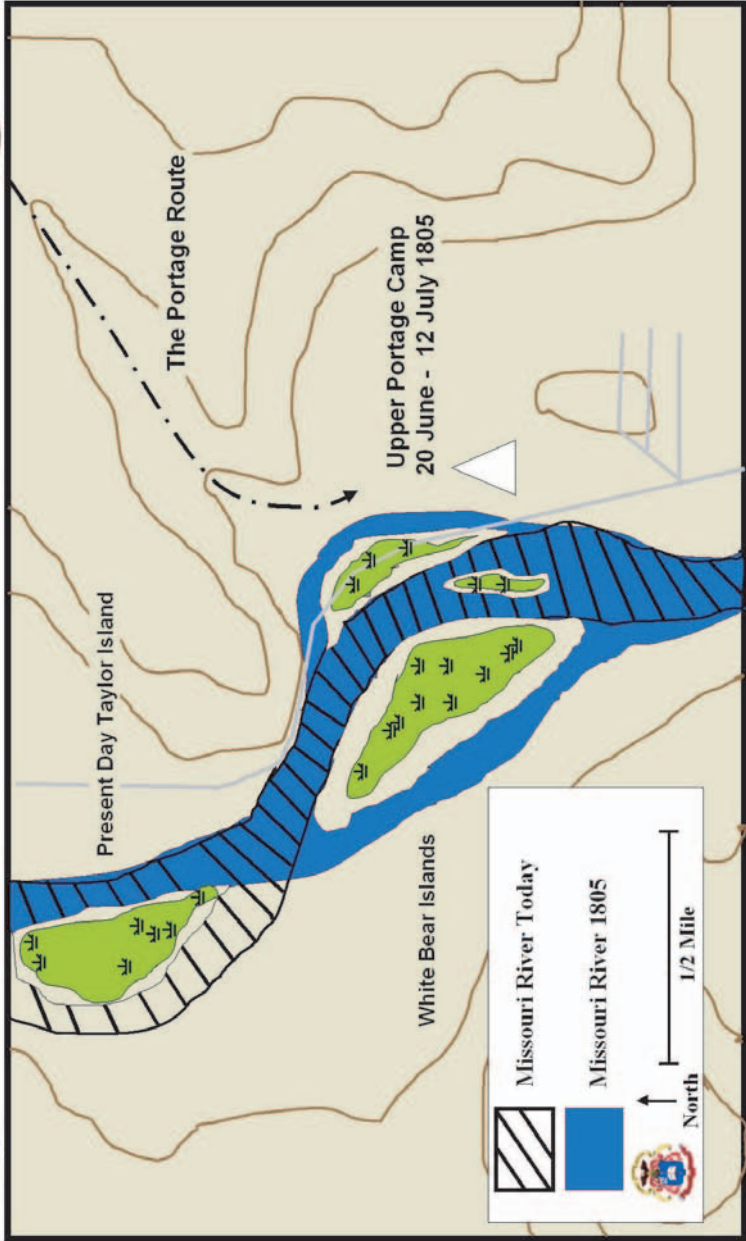 The Portage Route
Upper Portage Camp
20 June - 12 July 1805
Present Day Taylor Island
White Bear Islands
Missouri River Today
Missouri River 1805
North
1/2 Mile